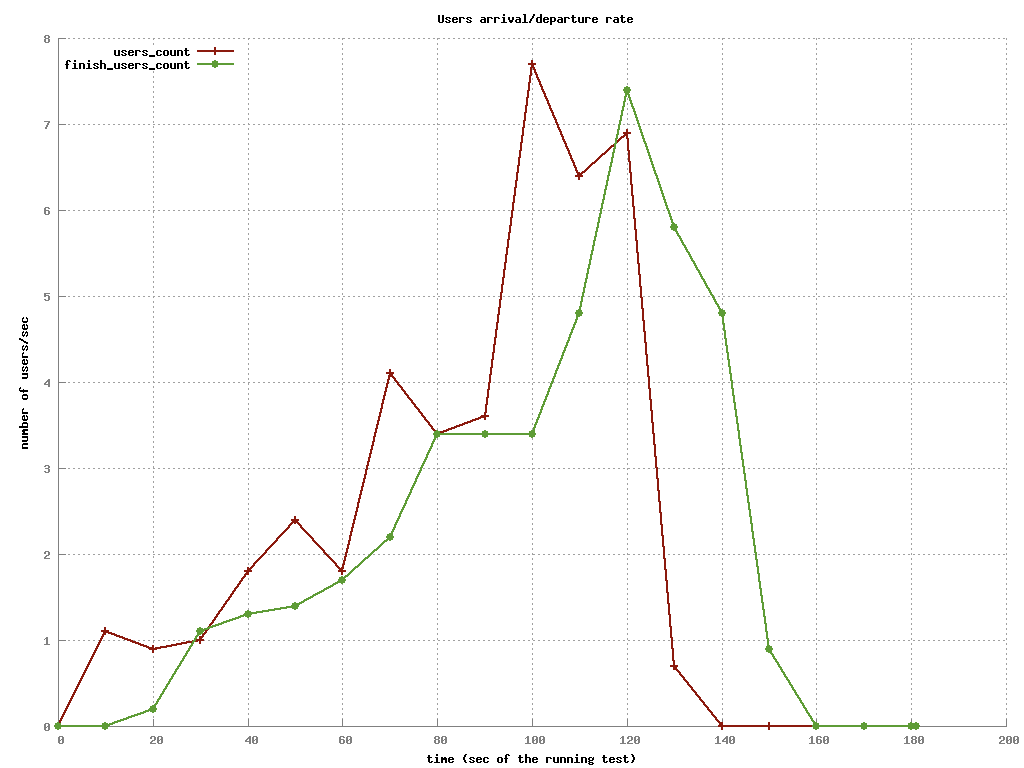 Users arrival/departure rate
users_count
finish_users_count
8
7
6
5
4
3
2
1
0
number of users/sec
0 20 40 60 80 100 120 140 160 180 200
time (sec of the running test)